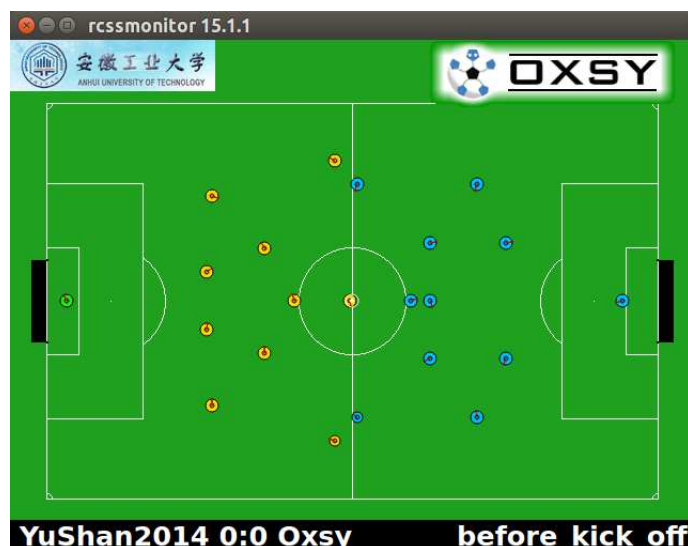 rcssmonitor 15.1.1
安徽工业大学
ANHUI UNIVERSITY OF TECHNOLOGY
OXSY
YuShan2014 0:0 Oxsy before_kick_off